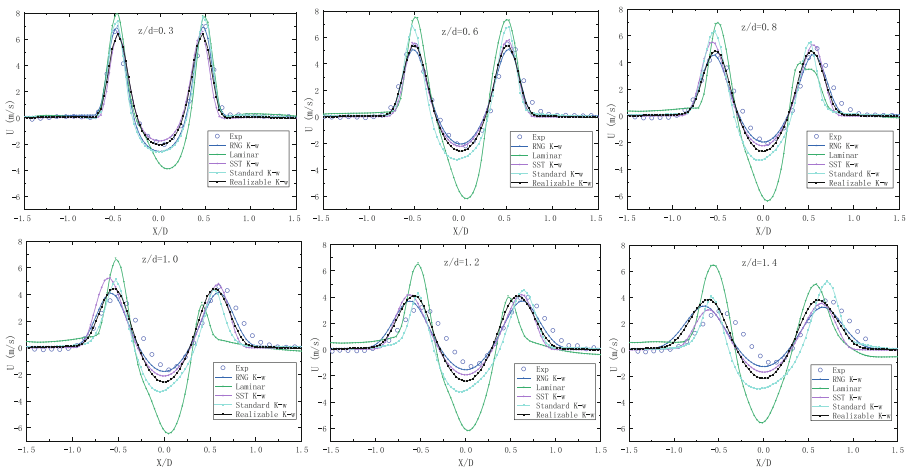 z/d=0.3
U (m/s)
8
6
4
2
0
-2
-4
-6
Exp
RNG K-w
Laminar
SST K-w
Standard K-w
Realizable K-w
-1.5 -1.0 -0.5 0.0 0.5 1.0 1.5
X/D
z/d=0.6
U (m/s)
8
6
4
2
0
-2
-4
-6
Exp
RNG K-w
Laminar
SST K-w
Standard K-w
Realizable K-w
-1.5 -1.0 -0.5 0.0 0.5 1.0 1.5
X/D
z/d=0.8
U (m/s)
8
6
4
2
0
-2
-4
-6
Exp
RNG K-w
Laminar
SST K-w
Standard K-w
Realizable K-w
-1.5 -1.0 -0.5 0.0 0.5 1.0 1.5
X/D
z/d=1.0
U (m/s)
8
6
4
2
0
-2
-4
-6
Exp
RNG K-w
Laminar
SST K-w
Standard K-w
Realizable K-w
-1.5 -1.0 -0.5 0.0 0.5 1.0 1.5
X/D
z/d=1.2
U (m/s)
8
6
4
2
0
-2
-4
-6
Exp
RNG K-w
Laminar
SST K-w
Standard K-w
Realizable K-w
-1.5 -1.0 -0.5 0.0 0.5 1.0 1.5
X/D
z/d=1.4
U (m/s)
8
6
4
2
0
-2
-4
-6
Exp
RNG K-w
Laminar
SST K-w
Standard K-w
Realizable K-w
-1.5 -1.0 -0.5 0.0 0.5 1.0 1.5
X/D